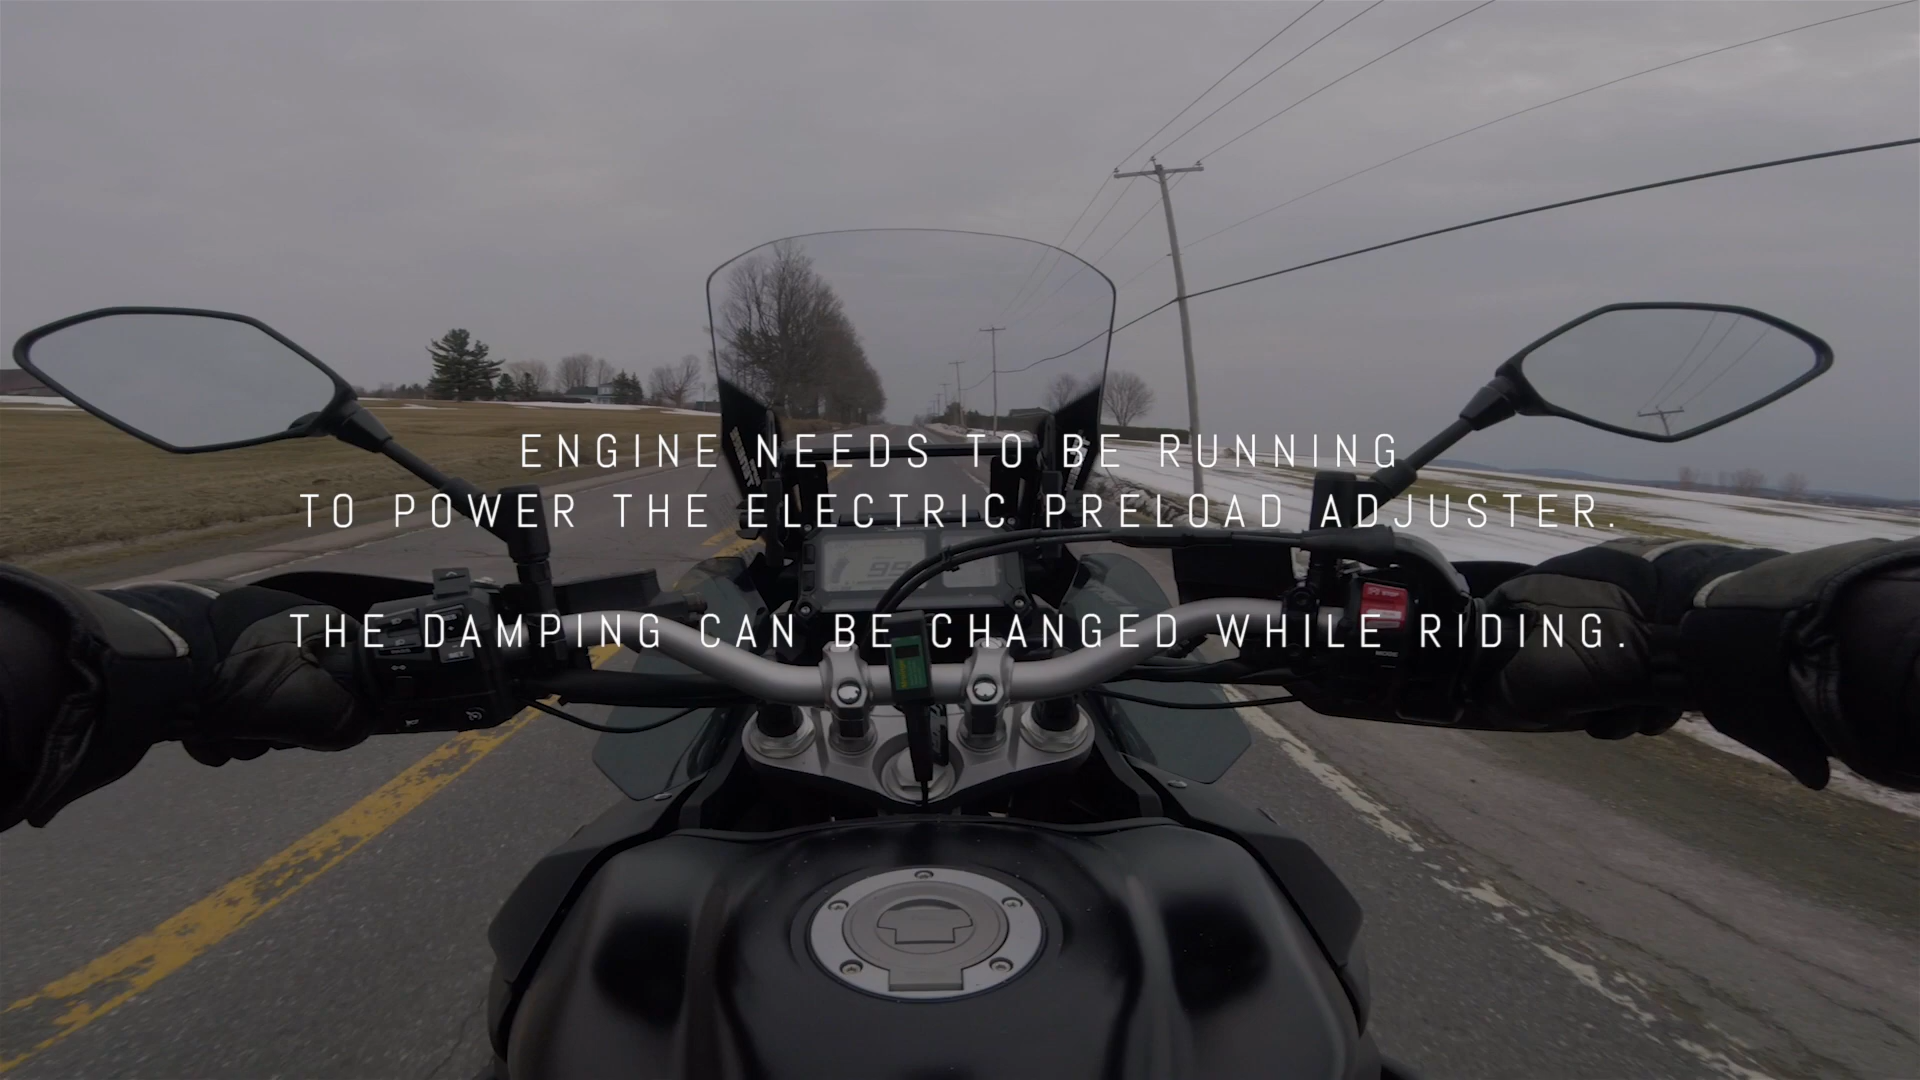 ENGINE NEEDS TO BE RUNNING
TO POWER THE ELECTRIC PRELOAD ADJUSTER.
THE DAMPING CAN BE CHANGED WHILE RIDING.